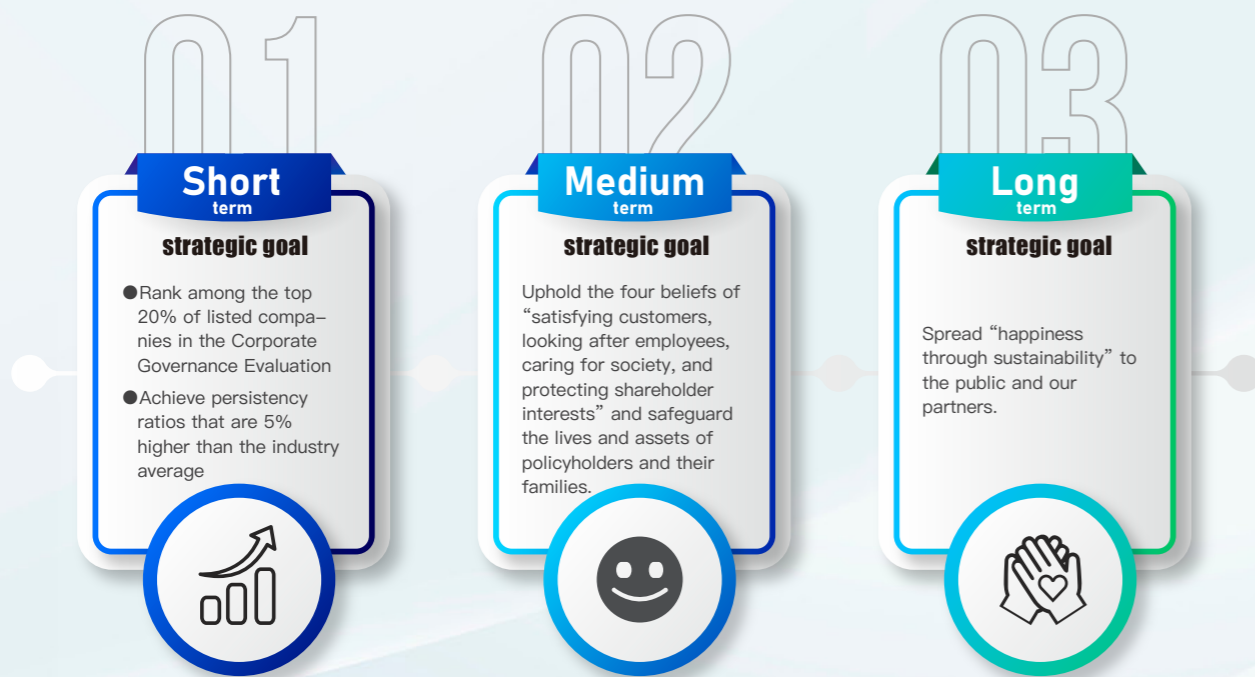 01
Short
term
strategic goal
●Rank among the top
20% of listed compa-
nies in the Corporate
Governance Evaluation
●Achieve persistency
ratios that are 5%
higher than the industry
average
02
Medium
term
strategic goal
Uphold the four beliefs of
“satisfying customers,
looking after employees,
caring for society, and
protecting shareholder
interests” and safeguard
the lives and assets of
policyholders and their
families.
03
Long
term
strategic goal
Spread “happiness
through sustainability” to
the public and our
partners.